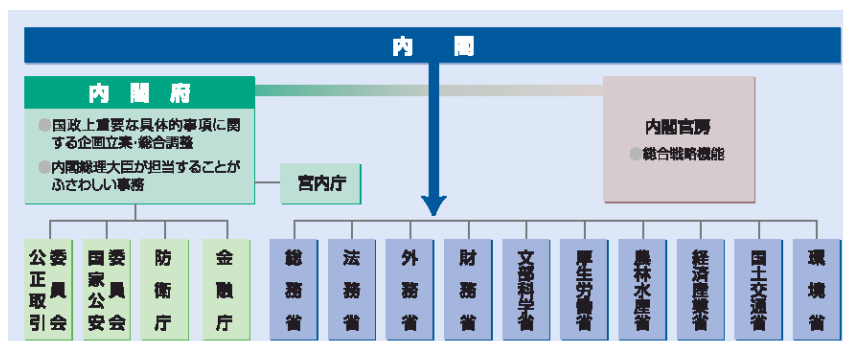 内閣
内閣府
●国政上重要な具体的事項に関
する企画立案・総合調整
●内閣総理大臣が担当することが
ふさわしい事務
内閣官房
●総合戦略機能
宮内庁
公正取引委員会
国家公安委員会
防衛庁
金融庁
総務省
法務省
外務省
財務省
文部科学省
厚生労働省
農林水産省
経済産業省
国土交通省
環境省